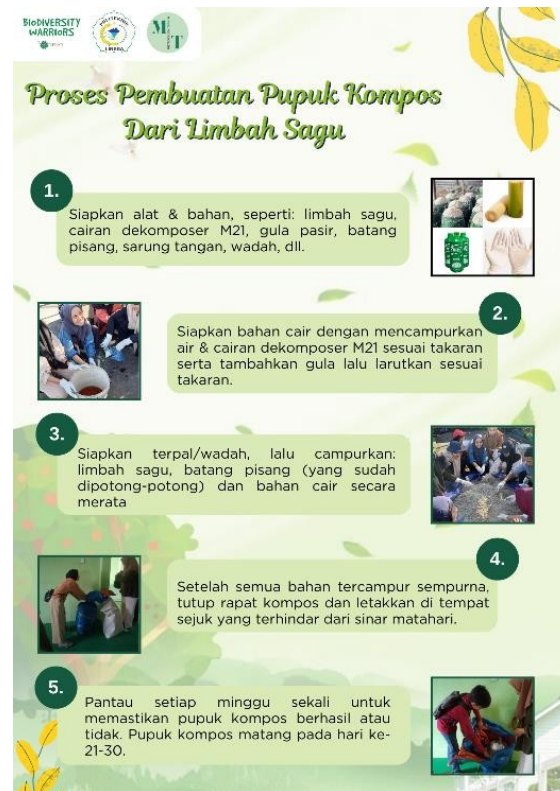 BIODIVERSITY
WARRIORS
M
T
Proses Pembuatan Pupuk Kompos
Dari Limbah Sagu
1.
Siapkan alat & bahan, seperti: limbah sagu,
cairan dekomposer M21, gula pasir, batang
pisang, sarung tangan, wadah, dll.
2.
Siapkan bahan cair dengan mencampurkan
air & cairan dekomposer M21 sesuai takaran
serta tambahkan gula lalu larutkan sesuai
takaran.
3.
Siapkan terpal/wadah, lalu campurkan:
limbah sagu, batang pisang (yang sudah
dipotong-potong) dan bahan cair secara
merata
4.
Setelah semua bahan tercampur sempurna,
tutup rapat kompos dan letakkan di tempat
sejuk yang terhindar dari sinar matahari.
5.
Pantau setiap minggu sekali untuk
memastikan pupuk kompos berhasil atau
tidak. Pupuk kompos matang pada hari ke-
21-30.